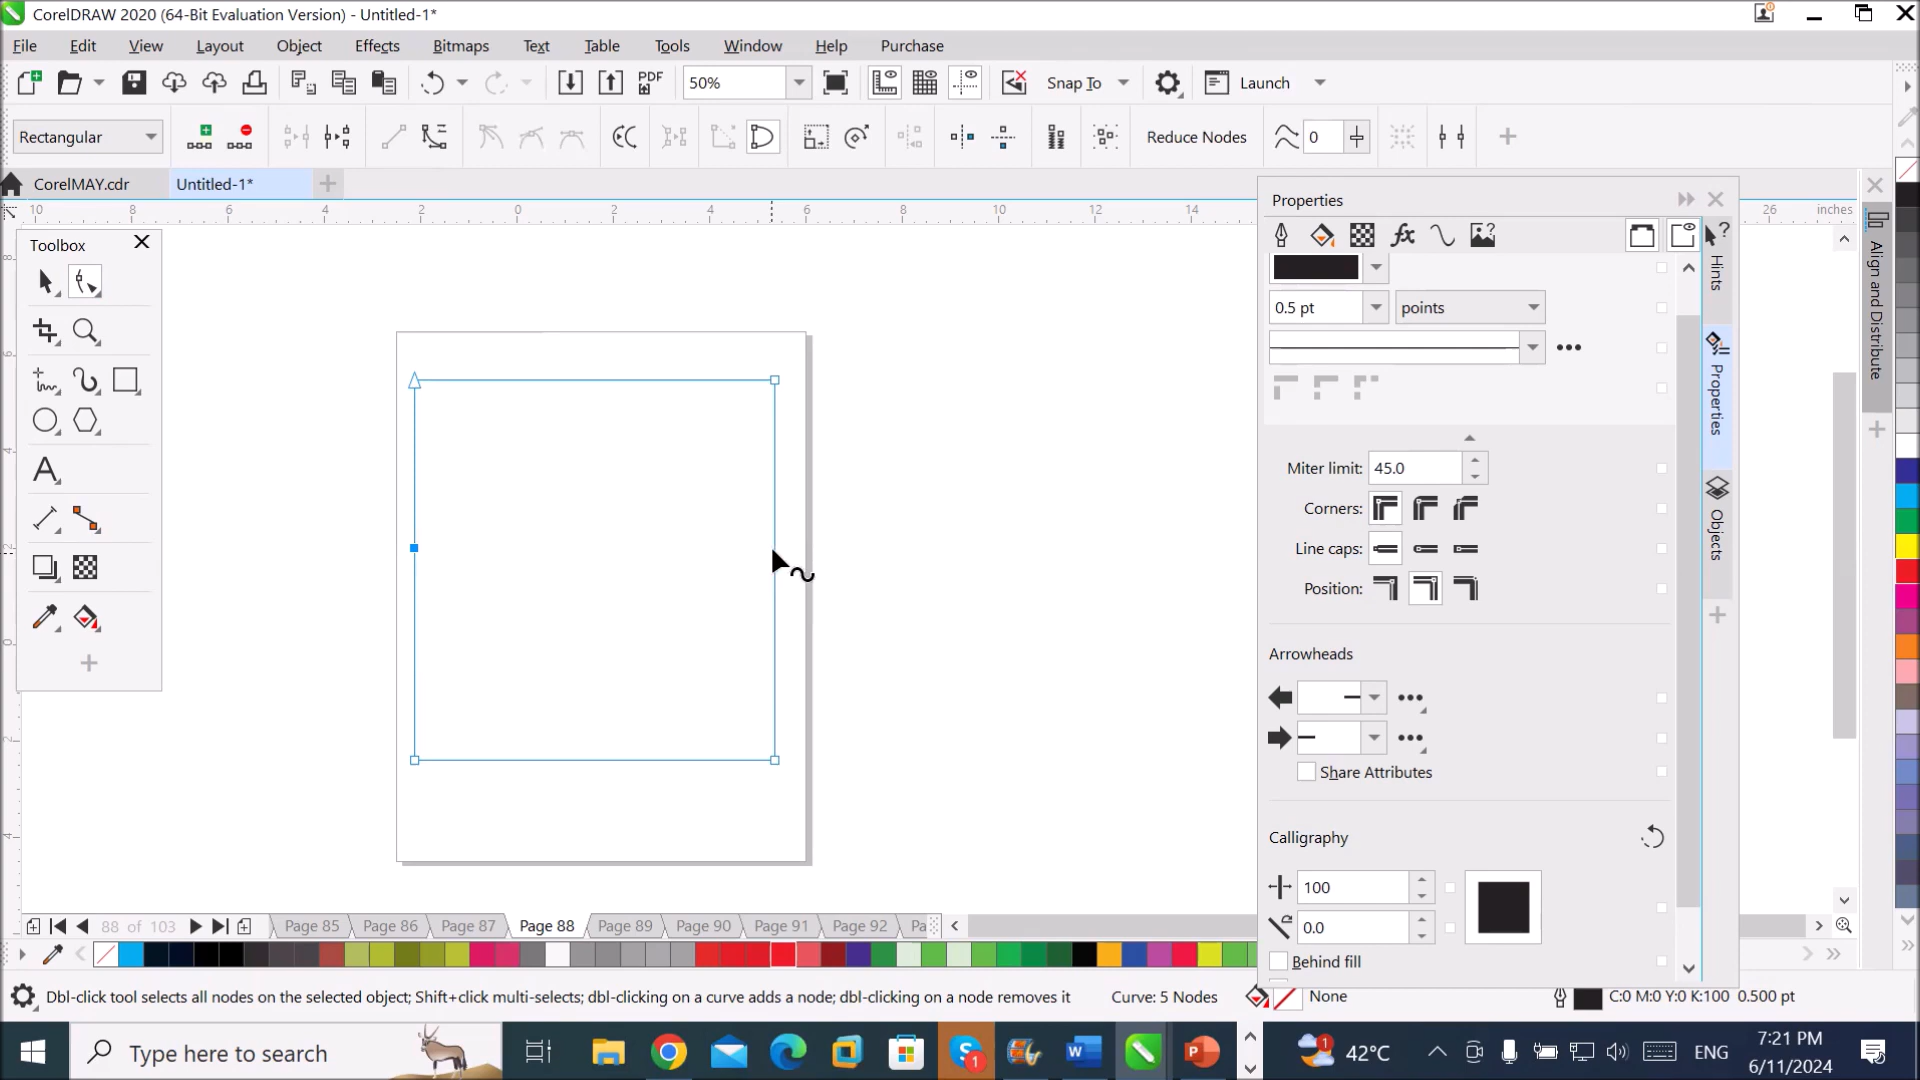 CorelDRAW 2020 (64-Bit Evaluation Version) - Untitled-1*
File Edit View Layout Object Effects Bitmaps Text Table Tools Window Help Purchase
PDF 50% Snap To Launch
Rectangular Reduce Nodes 0
CorelMAY.cdr Untitled-1*
10 8 6 4 2 0 2 4 6 8 10 12 14 26 inches
Toolbox
Properties
Hints
Properties
Objects
Align and Distribute
0.5 pt points
Miter limit: 45.0
Corners:
Line caps:
Position:
Arrowheads
Share Attributes
Calligraphy
100
0.0
Behind fill
88 of 103 Page 85 Page 86 Page 87 Page 88 Page 89 Page 90 Page 91 Page 92 Pa
Dbl-click tool selects all nodes on the selected object; Shift+click multi-selects; dbl-clicking on a curve adds a node; dbl-clicking on a node removes it Curve: 5 Nodes None C:0 M:0 Y:0 K:100 0.500 pt
Type here to search 1 1 42°C ENG 7:21 PM
6/11/2024